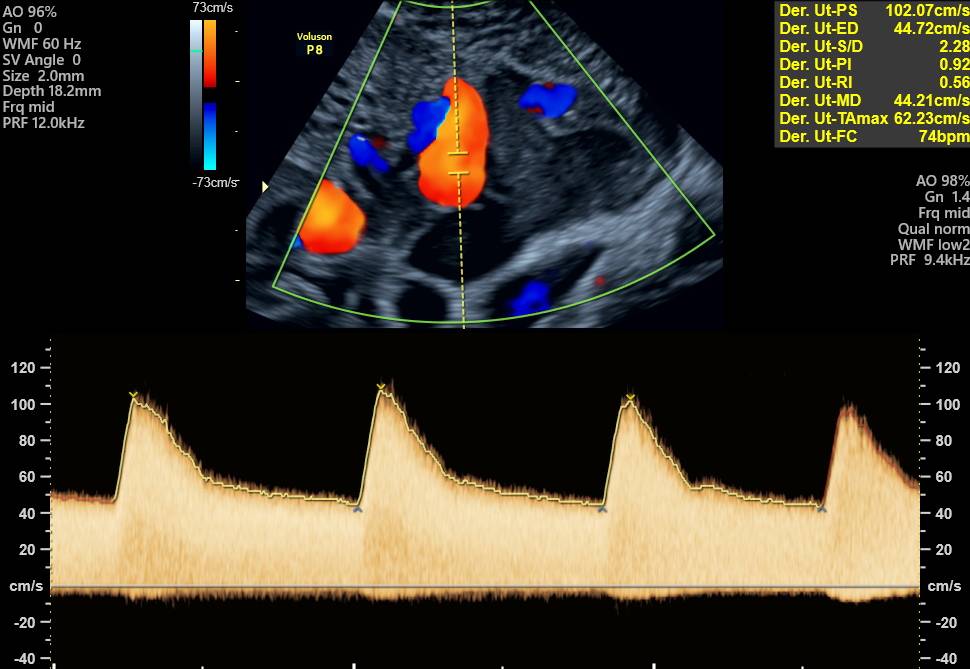 AO 96%
Gn 0
WMF 60 Hz
SV Angle 0
Size 2.0mm
Depth 18.2mm
Frq mid
PRF 12.0kHz
73cm/s
-73cm/s
Voluson
P8
Der. Ut-PS 102.07cm/s
Der. Ut-ED 44.72cm/s
Der. Ut-S/D 2.28
Der. Ut-PI 0.92
Der. Ut-RI 0.56
Der. Ut-MD 44.21cm/s
Der. Ut-TAmax 62.23cm/s
Der. Ut-FC 74bpm
AO 98%
Gn 1.4
Frq mid
Qual norm
WMF low2
PRF 9.4kHz
120 120
100 100
80 80
60 60
40 40
20 20
cm/s cm/s
-20 -20
-40 -40